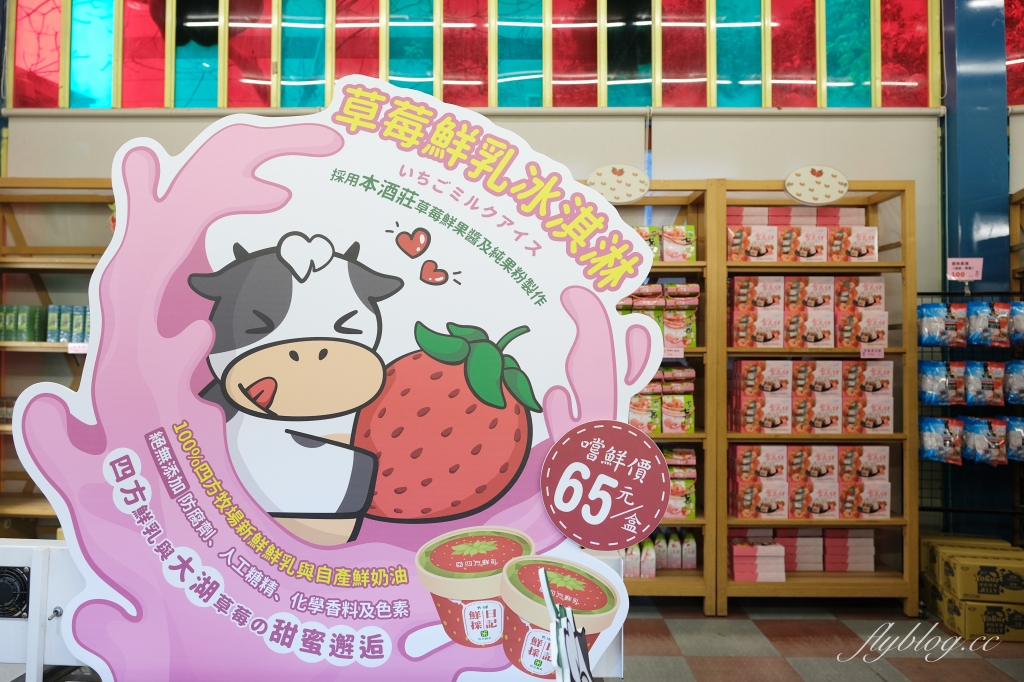 草莓鮮乳冰淇淋
いちごミルクアイス
採用本酒莊草莓鮮果醬及純果粉製作
嚐鮮價
65元/盒
100%四方牧場新鮮鮮乳與自產鮮奶油
絕無添加 防腐劑、人工糖精、化學香料及色素
四方鮮乳與大湖草莓の甜蜜邂逅
鮮採日記
鮮採
100
flyblog.cc